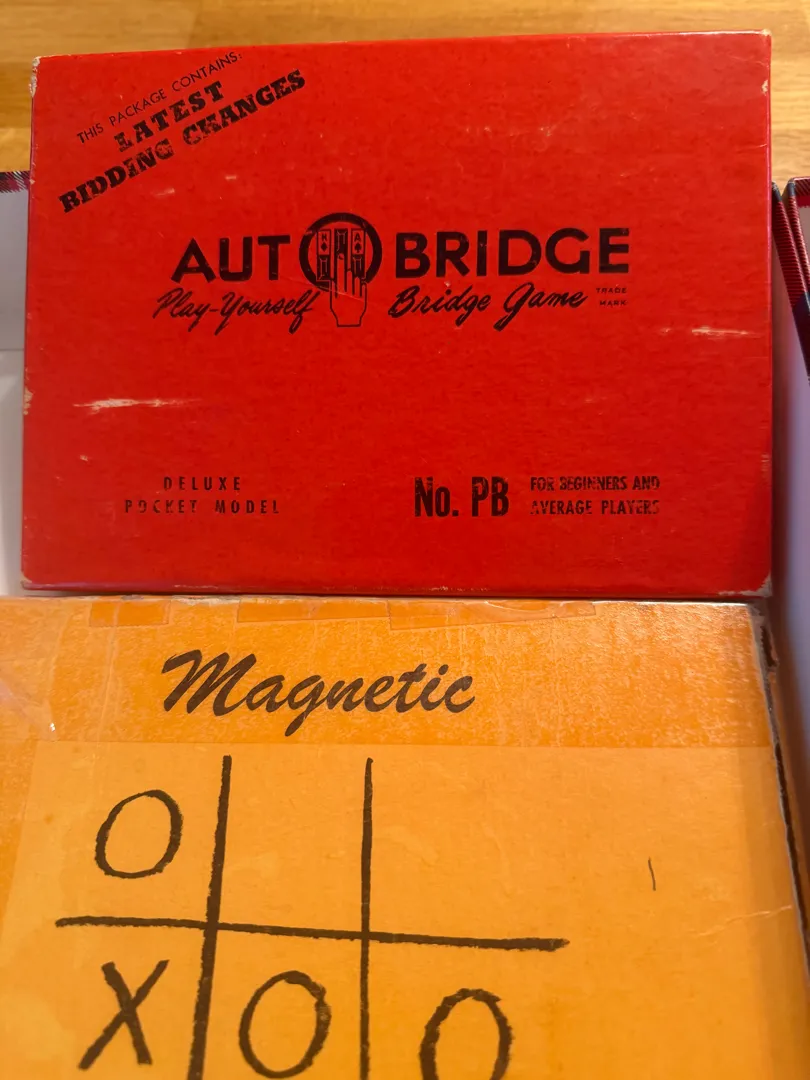 THIS PACKAGE CONTAINS:
LATEST
BIDDING CHANGES
AUTOBRIDGE
Play-Yourself Bridge Game TRADE MARK
DELUXE
POCKET MODEL
No. PB
FOR BEGINNERS AND
AVERAGE PLAYERS
Magnetic
O
X O O